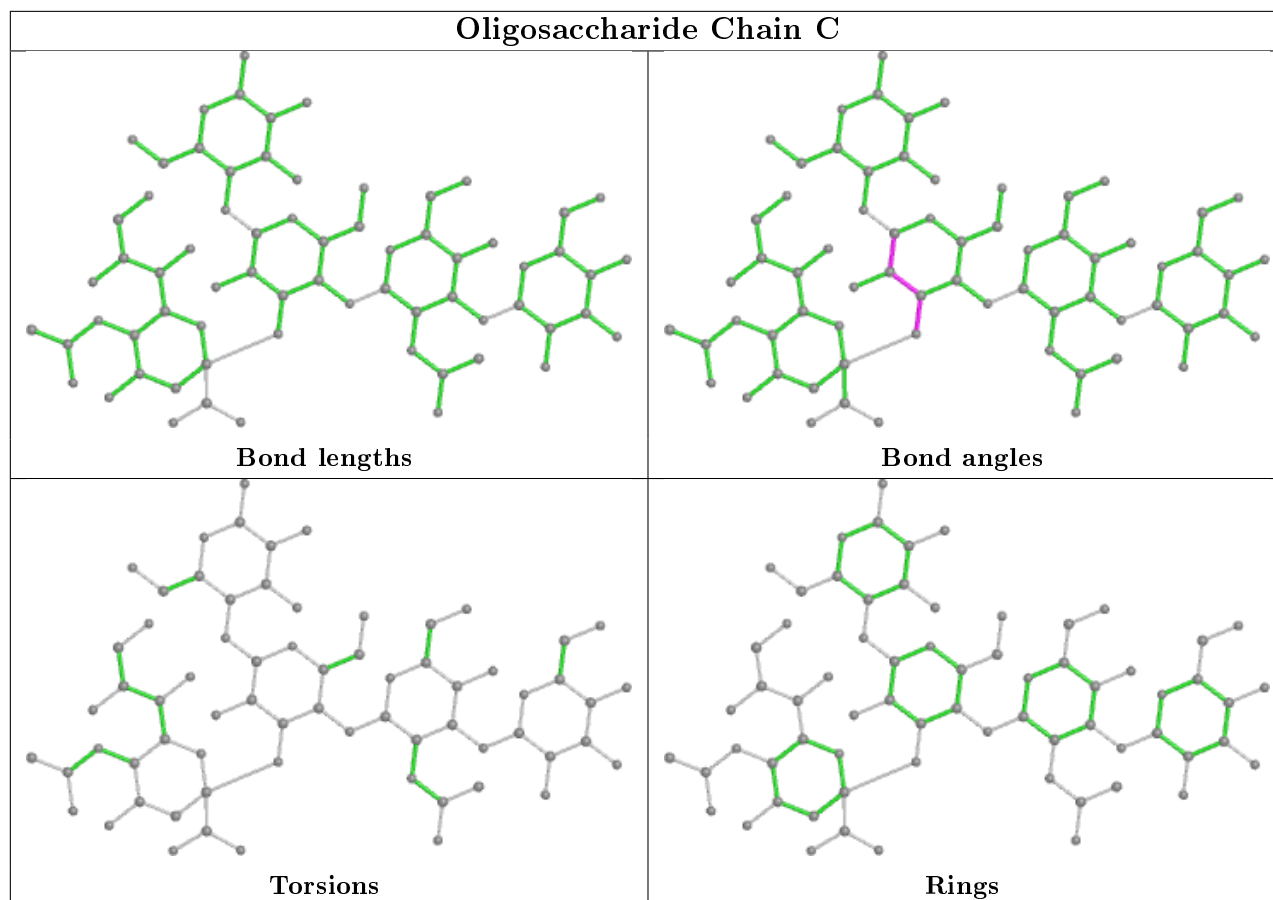 Oligosaccharide Chain C
Bond lengths
Bond angles
Torsions
Rings